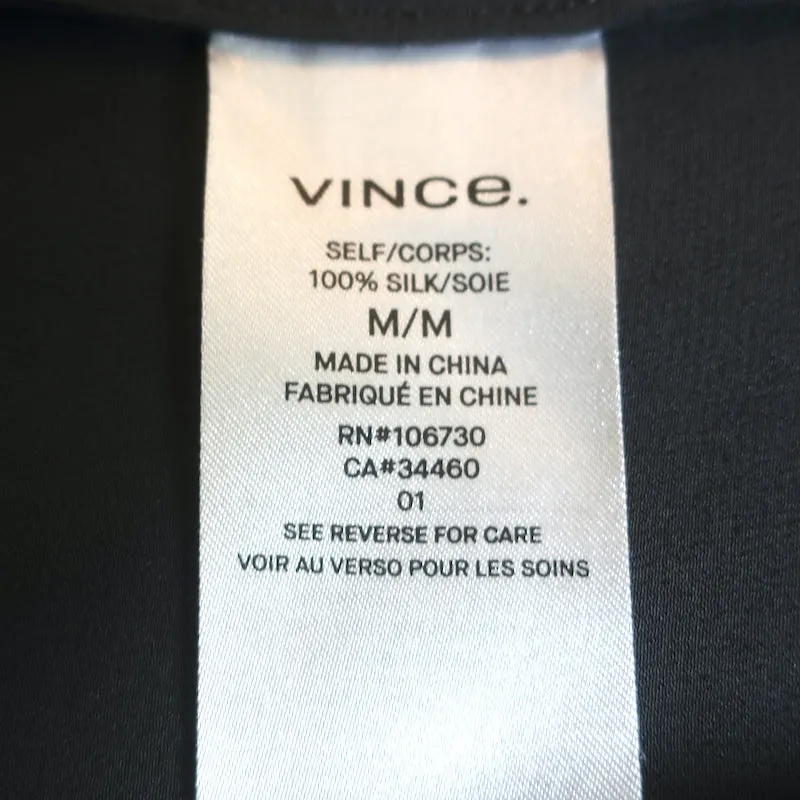 VINCe.
SELF/CORPS:
100% SILK/SOIE
M/M
MADE IN CHINA
FABRIQUÉ EN CHINE
RN#106730
CA#34460
01
SEE REVERSE FOR CARE
VOIR AU VERSO POUR LES SOINS